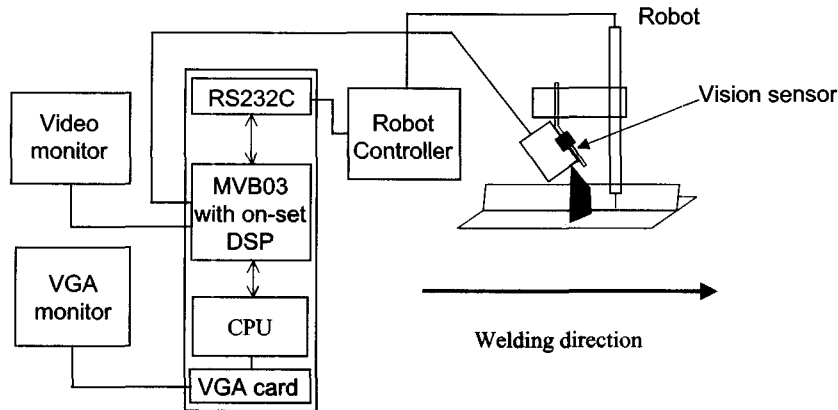 Robot
RS232C
Vision sensor
Video
monitor
Robot
Controller
MVB03
with on-set
DSP
VGA
monitor
CPU
Welding direction
VGA card